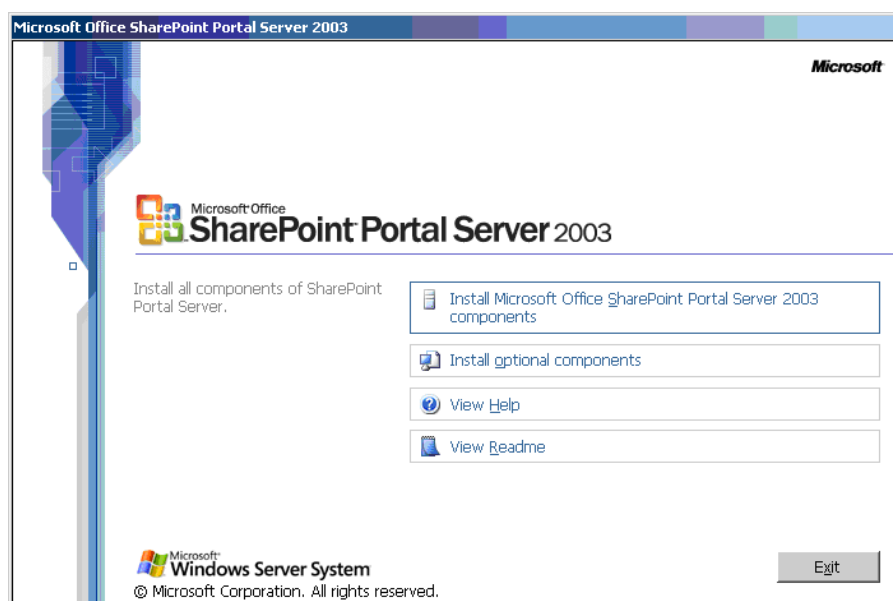 Microsoft Office SharePoint Portal Server 2003
Microsoft
Microsoft Office
SharePoint Portal Server 2003
Install all components of SharePoint
Portal Server.
Install Microsoft Office SharePoint Portal Server 2003
components
Install optional components
View Help
View Readme
Microsoft
Windows Server System
Exit
© Microsoft Corporation. All rights reserved.